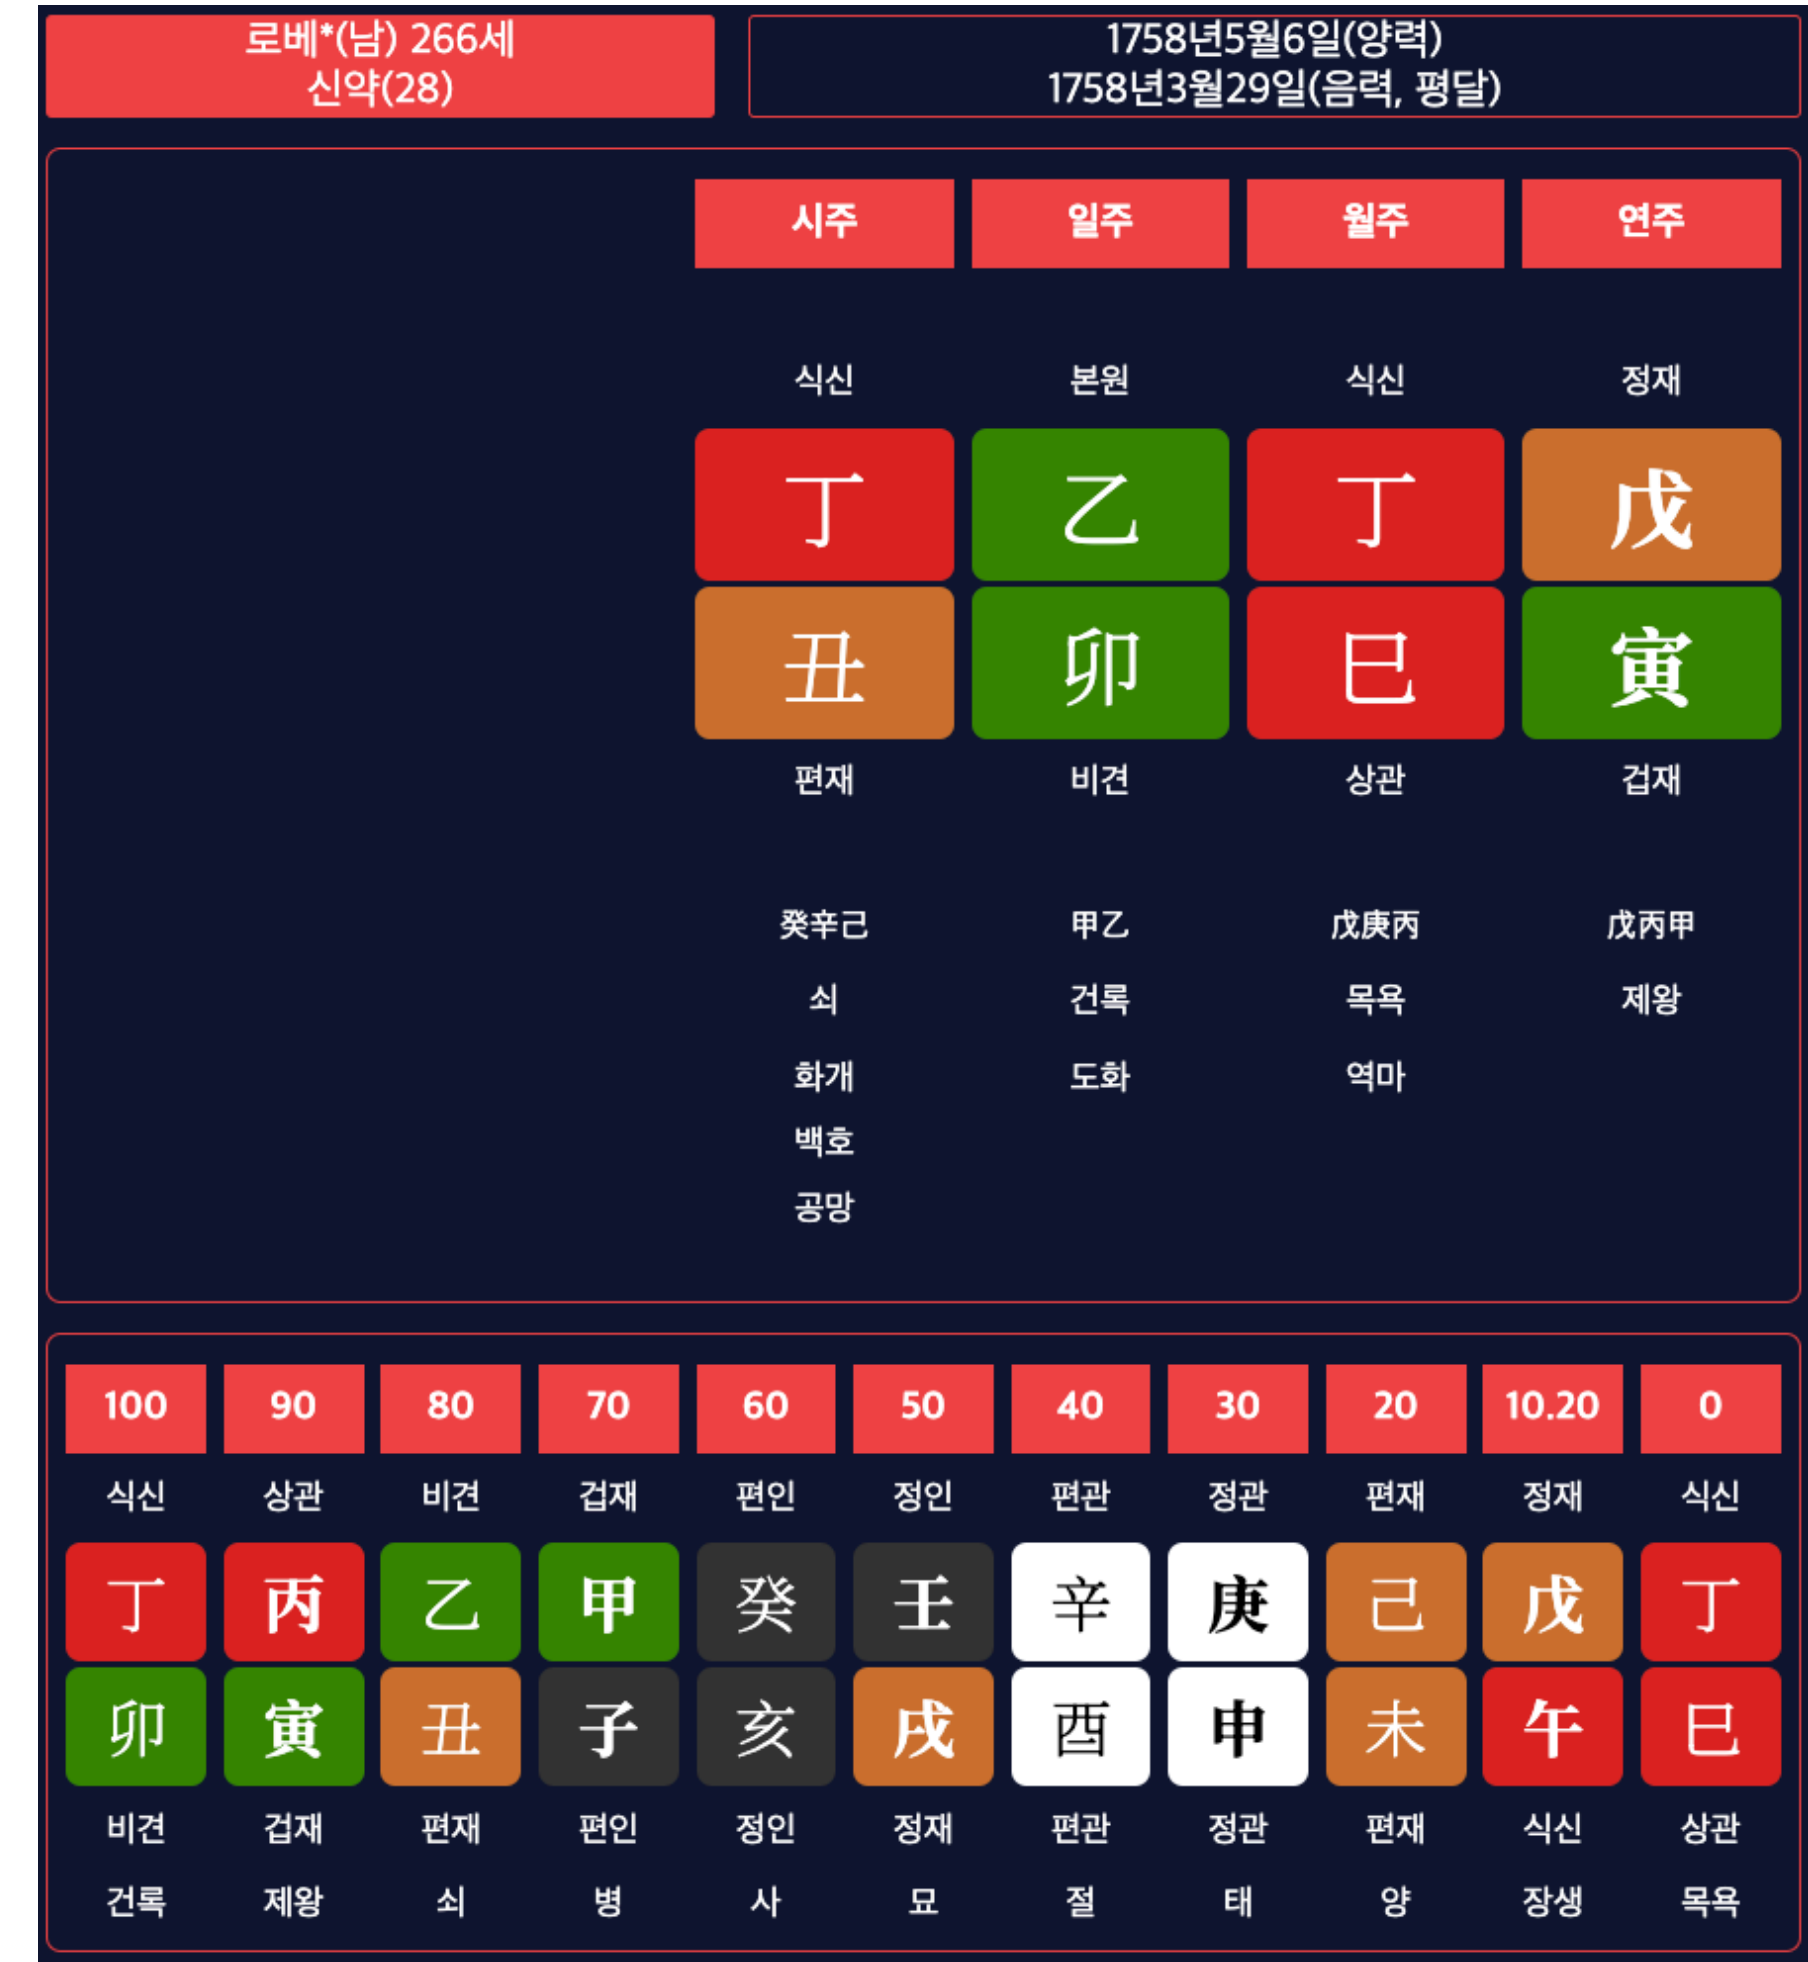 로베*(남) 266세
신약(28)
1758년5월6일(양력)
1758년3월29일(음력, 평달)
시주 일주 월주 연주
식신 본원 식신 정재
丁 乙 丁 戊
丑 卯 巳 寅
편재 비견 상관 겁재
癸辛己 甲乙 戊庚丙 戊丙甲
쇠 건록 목욕 제왕
화개 도화 역마
백호
공망
100 90 80 70 60 50 40 30 20 10.20 0
식신 상관 비견 겁재 편인 정인 편관 정관 편재 정재 식신
丁 丙 乙 甲 癸 壬 辛 庚 己 戊 丁
卯 寅 丑 子 亥 戌 酉 申 未 午 巳
비견 겁재 편재 편인 정인 정재 편관 정관 편재 식신 상관
건록 제왕 쇠 병 사 묘 절 태 양 장생 목욕